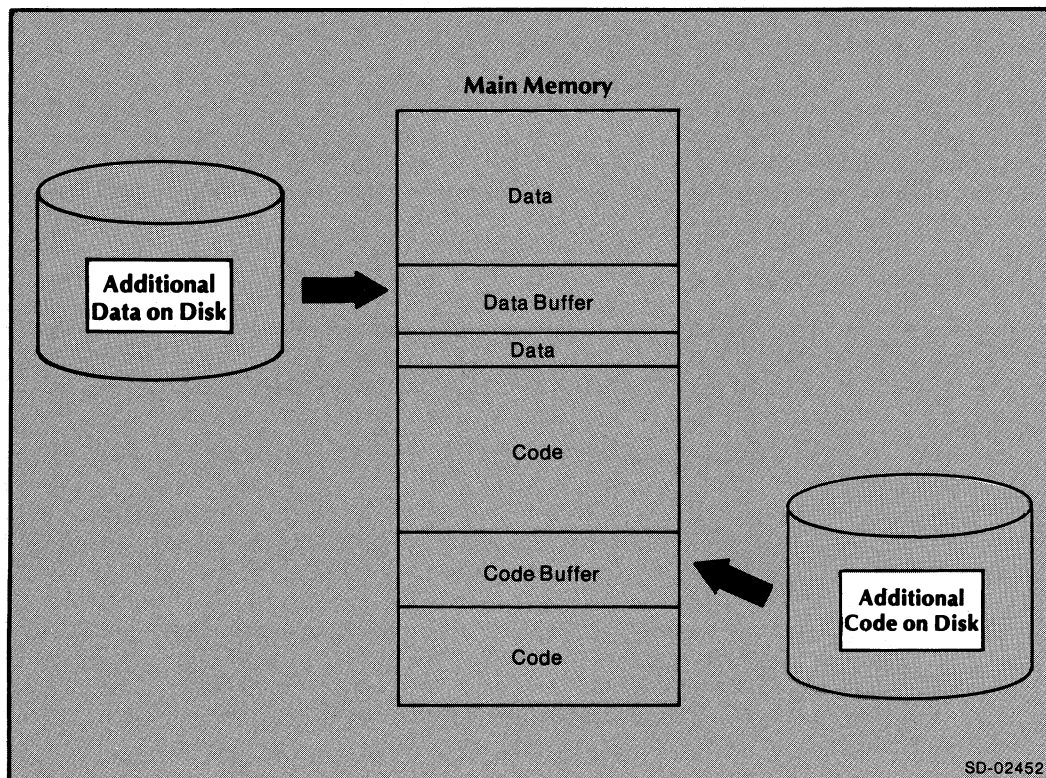 Main Memory
Data
Additional
Data on Disk
Data Buffer
Data
Code
Code Buffer
Additional
Code on Disk
Code
SD-02452